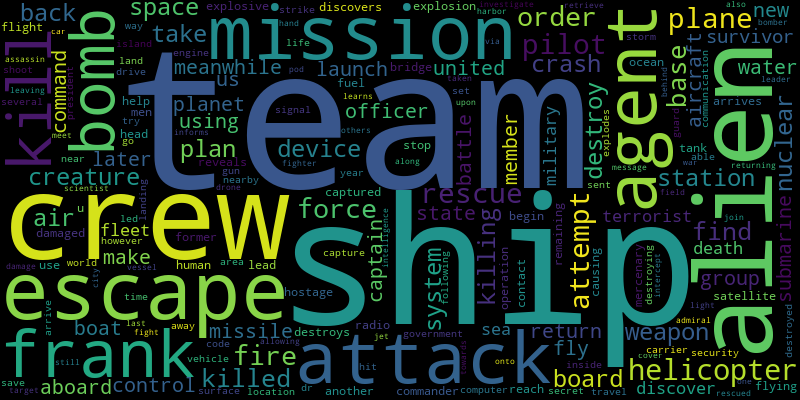 team
ship
crew
alien
mission
escape
attack
agent
frank
kill
bomb
helicopter
rescue
force
pilot
plane
order
space
back
take
explosive
strike
discovers
explosion
investigate
retrieve
flight
car
way
harbor
hand
via
also
bomber
new
survivor
assassin
shoot
island
land
drive
engine
life
bridge
crash
base
aircraft
ocean
storm
behind
leader
water
several
leaving
president
meanwhile
us
launch
united
command
meet
help
men
try
planet
fuel
pod
learns
taken
set
arrives
communication
nuclear
go
head
using
signal
officer
upon
near
later
informs
others
stop
battle
member
military
destroy
explodes
guard
tank
war
able
returning
plan
reveals
device
fighter
along
year
gun
nearby
drone
creature
scientist
landing
captured
sent
message
station
field
air
u
led
damaged
fleet
however
former
state
begin
terrorist
find
join
death
make
capture
captain
intelligence
system
following
killing
operation
contact
attempt
causing
remaining
mercenary
destroying
intercept
group
satellite
submarine
light
damage
use
world
human
area
lead
vessel
city
hostage
time
arrive
boat
last
fight
away
missile
destroys
radio
government
jet
sea
return
weapon
admiral
destroyed
fire
code
allowing
hit
towards
onto
fly
carrier
security
inside
cover
still
vehicle
save
target
aboard
control
killed
surface
location
dr
another
commander
computer
reach
board
secret
travel
discover
one
rescued
flying